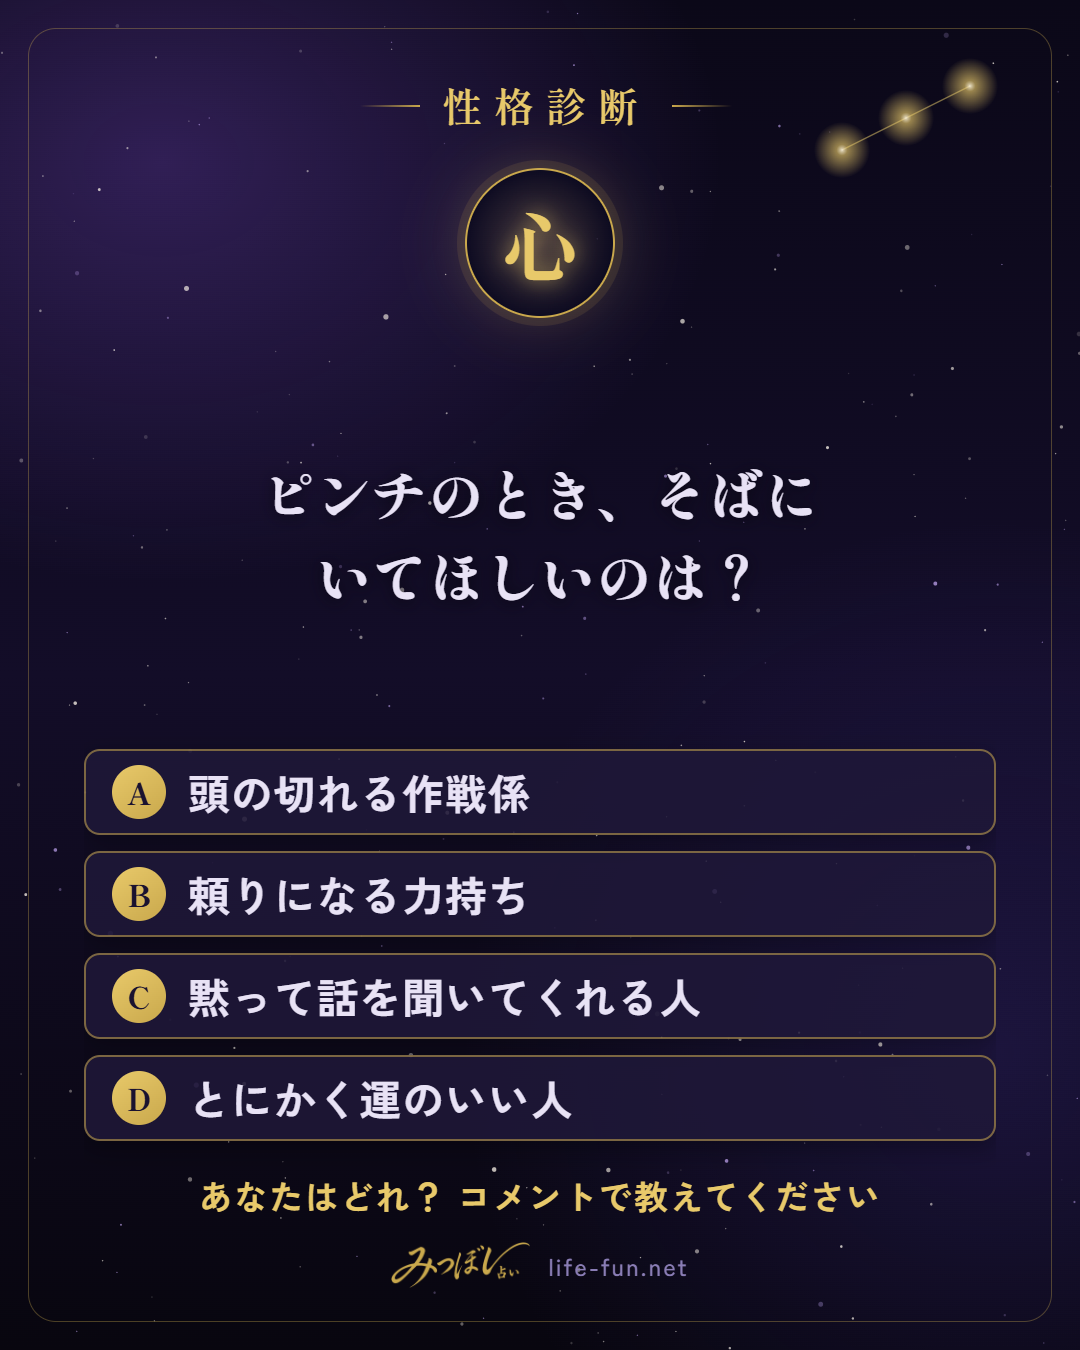 性格診断
心
ピンチのとき、そばに
いてほしいのは？
A 頭の切れる作戦係
B 頼りになる力持ち
C 黙って話を聞いてくれる人
D とにかく運のいい人
あなたはどれ？ コメントで教えてください
みつぼし占い life-fun.net